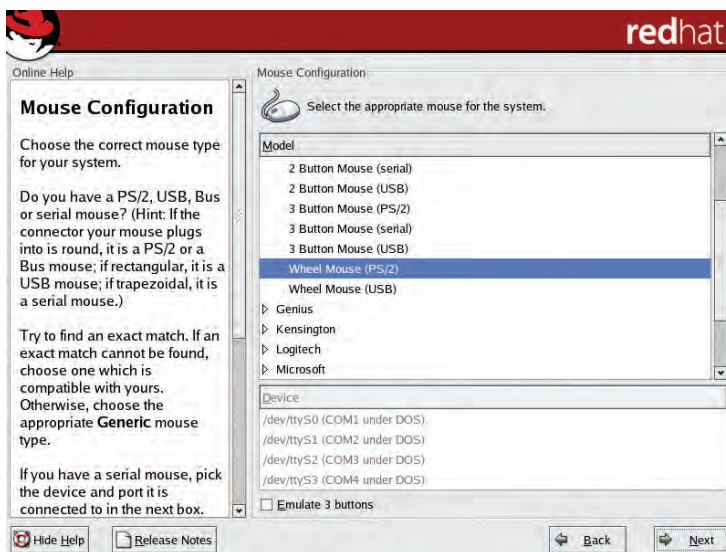 redhat
Online Help
Mouse Configuration
Choose the correct mouse type
for your system.
Do you have a PS/2, USB, Bus
or serial mouse? (Hint: If the
connector your mouse plugs
into is round, it is a PS/2 or a
Bus mouse; if rectangular, it is a
USB mouse; if trapezoidal, it is
a serial mouse.)
Try to find an exact match. If an
exact match cannot be found,
choose one which is
compatible with yours.
Otherwise, choose the
appropriate Generic mouse
type.
If you have a serial mouse, pick
the device and port it is
connected to in the next box.
Mouse Configuration
Select the appropriate mouse for the system.
Model
2 Button Mouse (serial)
2 Button Mouse (USB)
3 Button Mouse (PS/2)
3 Button Mouse (serial)
3 Button Mouse (USB)
Wheel Mouse (PS/2)
Wheel Mouse (USB)
Genius
Kensington
Logitech
Microsoft
Device
/dev/ttyS0 (COM1 under DOS)
/dev/ttyS1 (COM2 under DOS)
/dev/ttyS2 (COM3 under DOS)
/dev/ttyS3 (COM4 under DOS)
Emulate 3 buttons
Hide Help
Release Notes
Back
Next